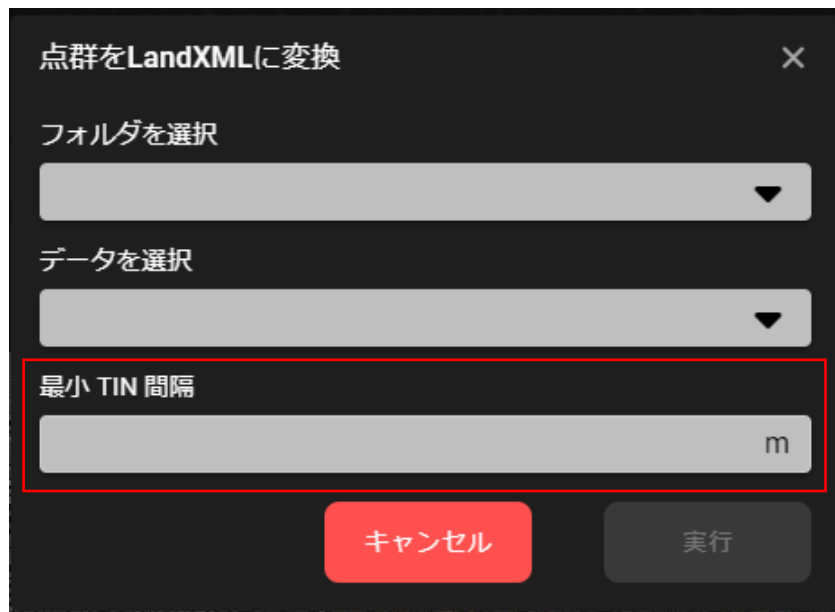 点群をLandXMLに変換
フォルダを選択
データを選択
最小 TIN 間隔
m
キャンセル
実行